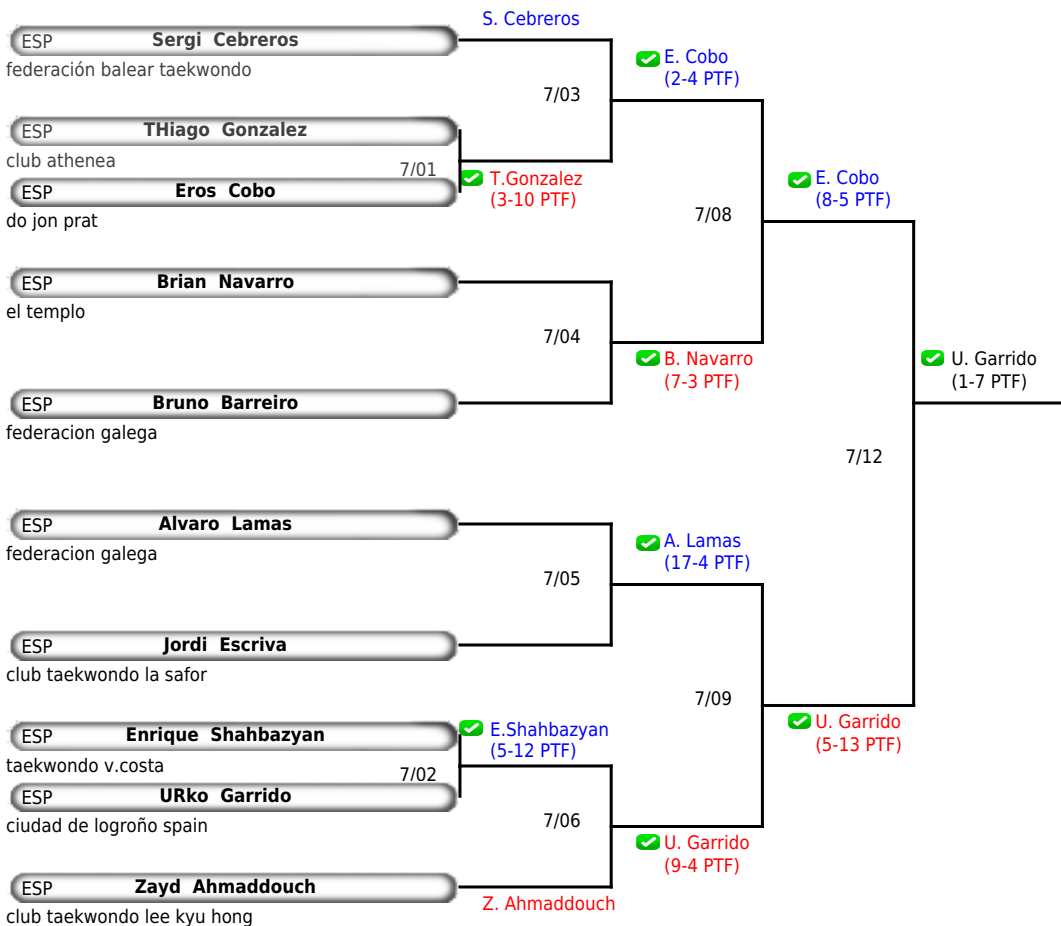 S. Cebreros
ESP Sergi Cebreros
federación balear taekwondo
E. Cobo
(2-4 PTF)
7/03
ESP THiago Gonzalez
club athenea
7/01
T.Gonzalez
(3-10 PTF)
E. Cobo
(8-5 PTF)
ESP Eros Cobo
do jon prat
7/08
ESP Brian Navarro
el templo
7/04
B. Navarro
(7-3 PTF)
U. Garrido
(1-7 PTF)
ESP Bruno Barreiro
federacion galega
7/12
ESP Alvaro Lamas
federacion galega
A. Lamas
(17-4 PTF)
7/05
ESP Jordi Escriva
club taekwondo la safor
7/09
ESP Enrique Shahbazyan
taekwondo v.costa
E.Shahbazyan
(5-12 PTF)
U. Garrido
(5-13 PTF)
7/02
ESP URko Garrido
ciudad de logroño spain
7/06
U. Garrido
(9-4 PTF)
ESP Zayd Ahmaddouch
Z. Ahmaddouch
club taekwondo lee kyu hong